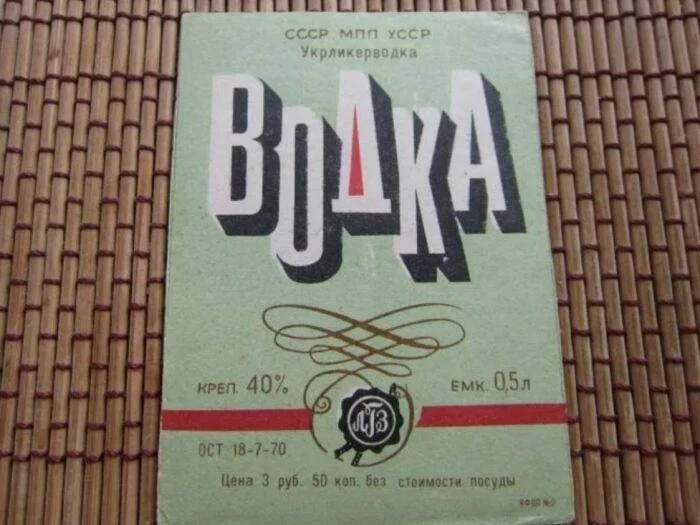 СССР МПП УССР
Укрликерводка
ВОДКА
КРЕП. 40% ЕМК. 0,5л
ЛГЗ
ОСТ 18-7-70
Цена 3 руб. 50 коп. без стоимости посуды